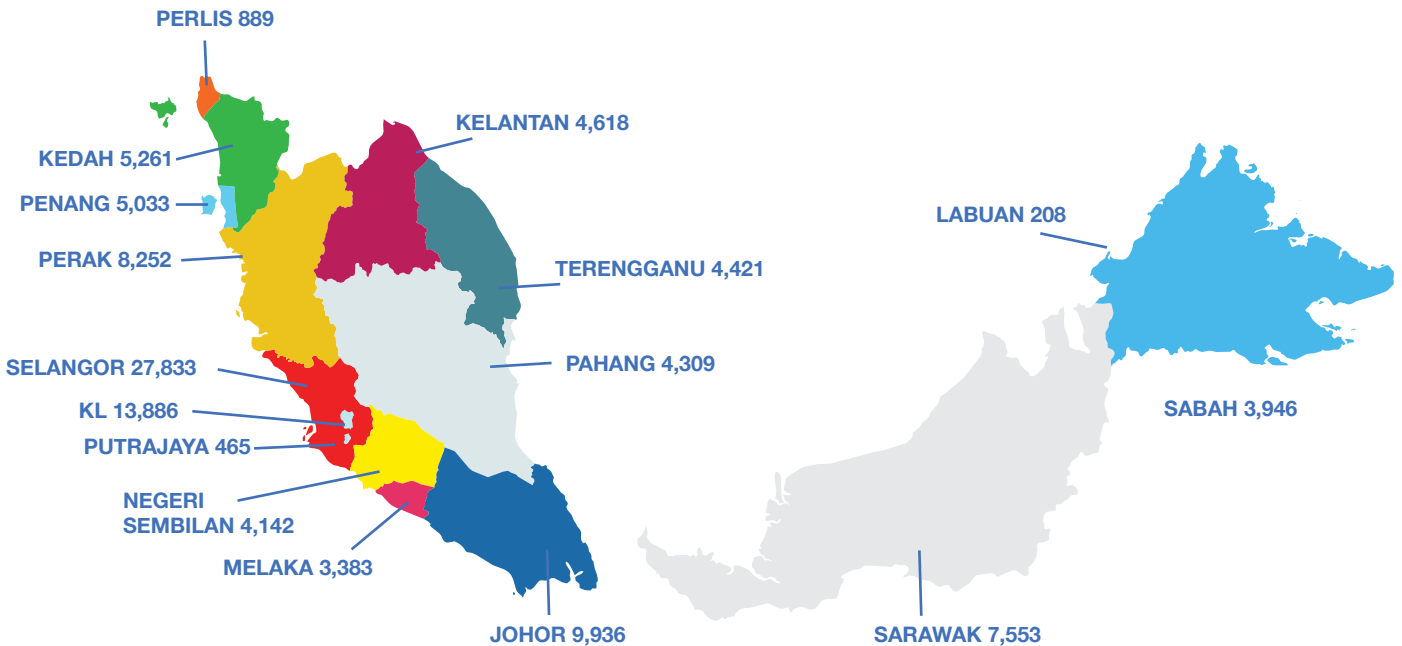 PERLIS 889
KELANTAN 4,618
KEDAH 5,261
PENANG 5,033
LABUAN 208
PERAK 8,252
TERENGGANU 4,421
SELANGOR 27,833
PAHANG 4,309
KL 13,886
SABAH 3,946
PUTRAJAYA 465
NEGERI
SEMBILAN 4,142
MELAKA 3,383
JOHOR 9,936
SARAWAK 7,553